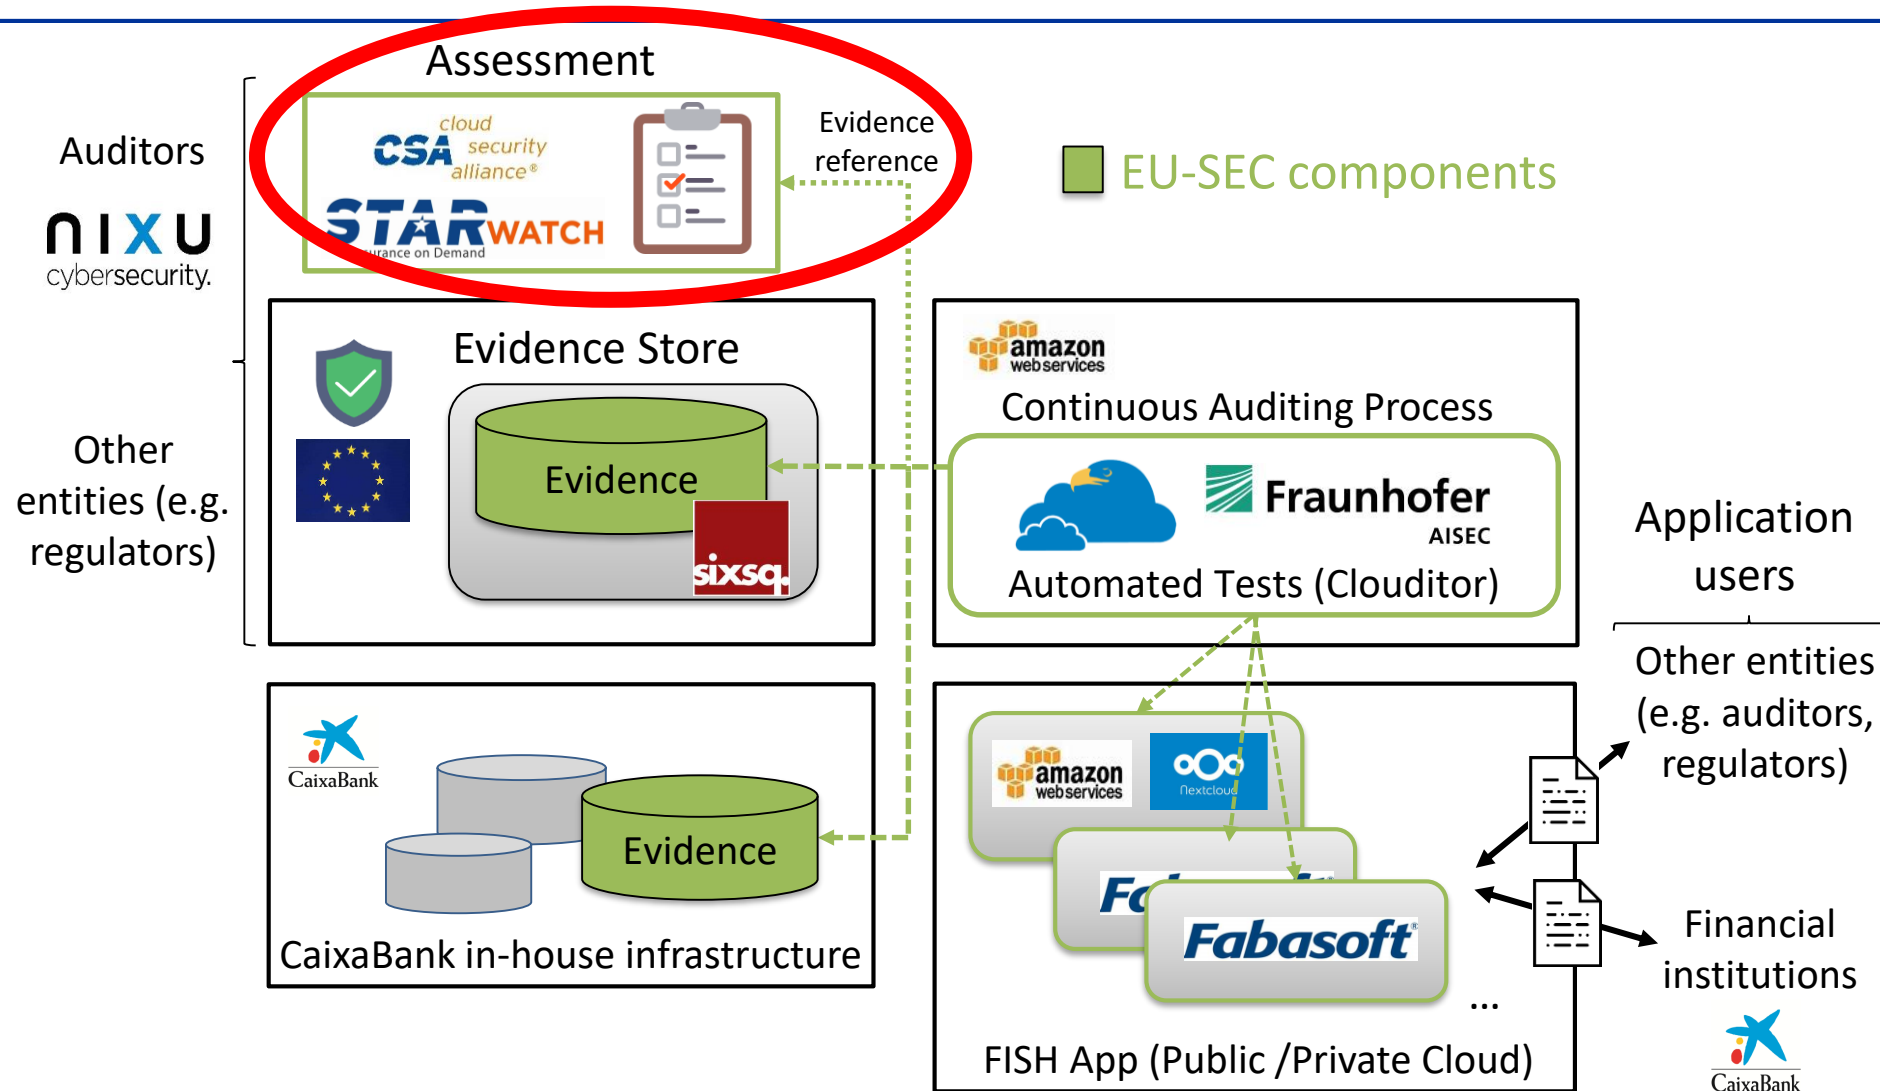 Assessment
cloud
CSA security
alliance®
STARWATCH
urance on Demand
Evidence
reference
Auditors
nixu
cybersecurity.
EU-SEC components
Evidence Store
Evidence
sixsq.
Other
entities (e.g.
regulators)
amazon
webservices
Continuous Auditing Process
Fraunhofer
AISEC
Automated Tests (Clouditor)
Application
users
Other entities
(e.g. auditors,
regulators)
CaixaBank
Evidence
CaixaBank in-house infrastructure
amazon
webservices
nextcloud
Fabasoft®
...
FISH App (Public /Private Cloud)
Financial
institutions
CaixaBank